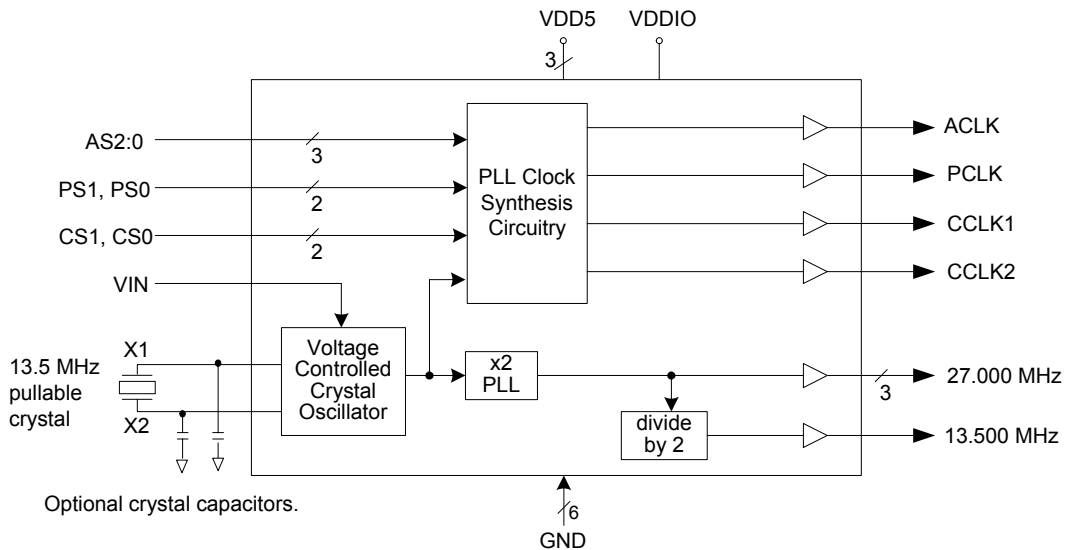 VDD5
VDDIO
3
AS2:0
3
PS1, PS0
2
CS1, CS0
2
VIN
PLL Clock
Synthesis
Circuitry
ACLK
PCLK
CCLK1
CCLK2
13.5 MHz
pullable
crystal
X1
X2
Voltage
Controlled
Crystal
Oscillator
x2
PLL
divide
by 2
3
27.000 MHz
13.500 MHz
Optional crystal capacitors.
6
GND